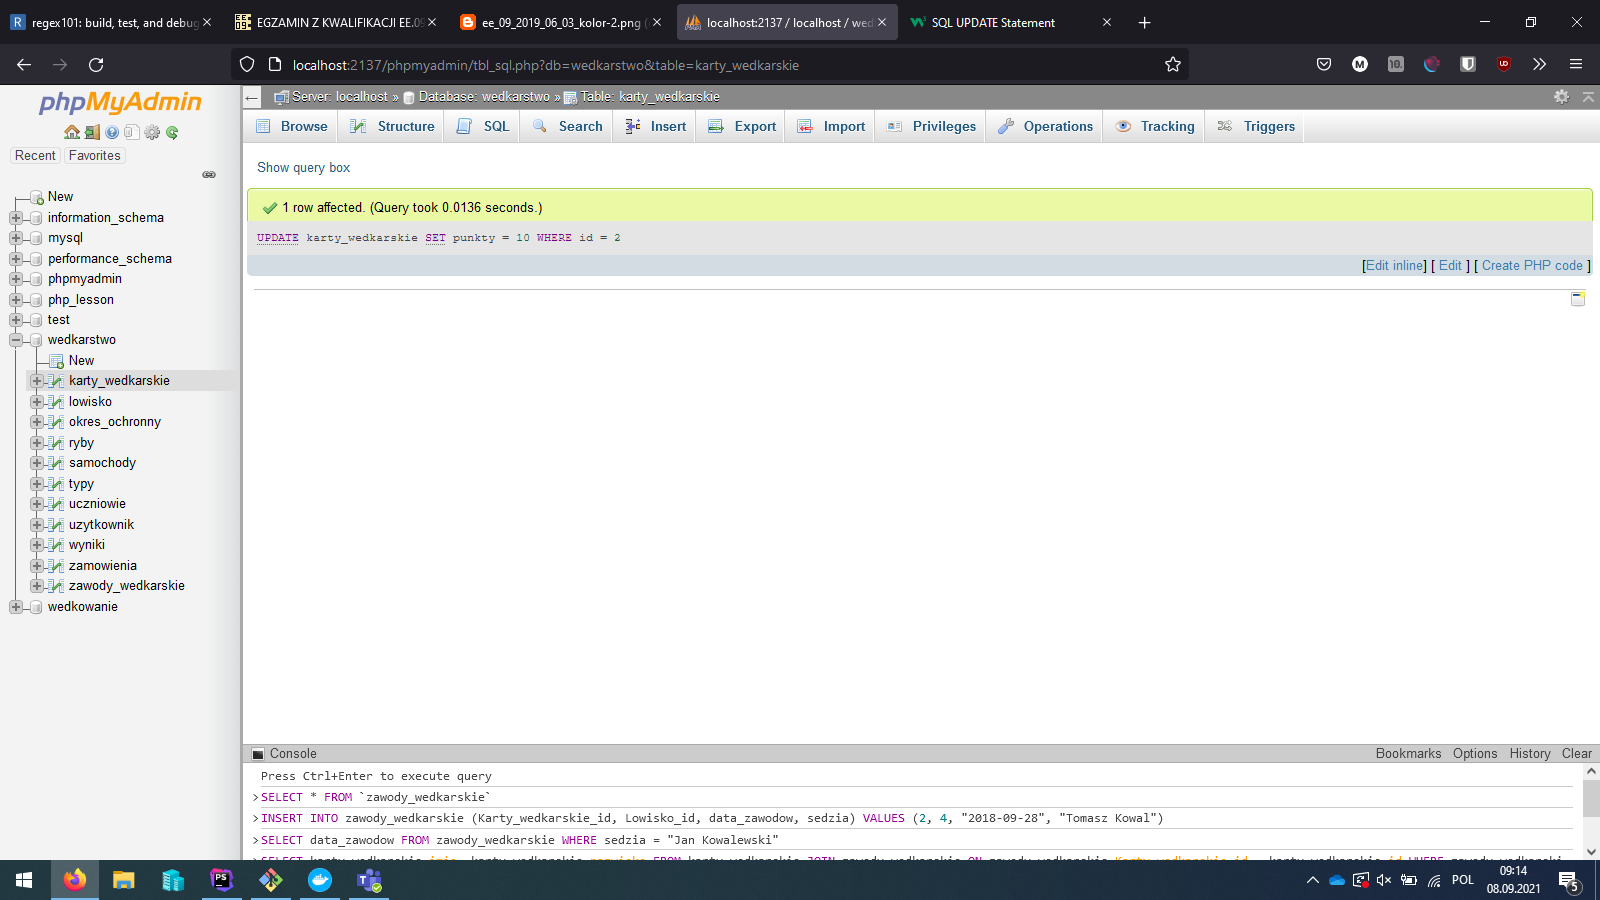 regex101: build, test, and debug
EGZAMIN Z KWALIFIKACJI EE.09
ee_09_2019_06_03_kolor-2.png (
localhost:2137 / localhost / wed
SQL UPDATE Statement
localhost:2137/phpmyadmin/tbl_sql.php?db=wedkarstwo&table=karty_wedkarskie
phpMyAdmin
Recent
Favorites
New
information_schema
mysql
performance_schema
phpmyadmin
php_lesson
test
wedkarstwo
New
karty_wedkarskie
lowisko
okres_ochronny
ryby
samochody
typy
uczniowie
uzytkownik
wyniki
zamowienia
zawody_wedkarskie
wedkowanie
Server: localhost » Database: wedkarstwo » Table: karty_wedkarskie
Browse Structure SQL Search Insert Export Import Privileges Operations Tracking Triggers
Show query box
1 row affected. (Query took 0.0136 seconds.)
UPDATE karty_wedkarskie SET punkty = 10 WHERE id = 2
[Edit inline] [ Edit ] [ Create PHP code ]
Console
Bookmarks Options History Clear
Press Ctrl+Enter to execute query
>SELECT * FROM `zawody_wedkarskie`
>INSERT INTO zawody_wedkarskie (Karty_wedkarskie_id, Lowisko_id, data_zawodow, sedzia) VALUES (2, 4, "2018-09-28", "Tomasz Kowal")
>SELECT data_zawodow FROM zawody_wedkarskie WHERE sedzia = "Jan Kowalewski"
POL
09:14
08.09.2021
5